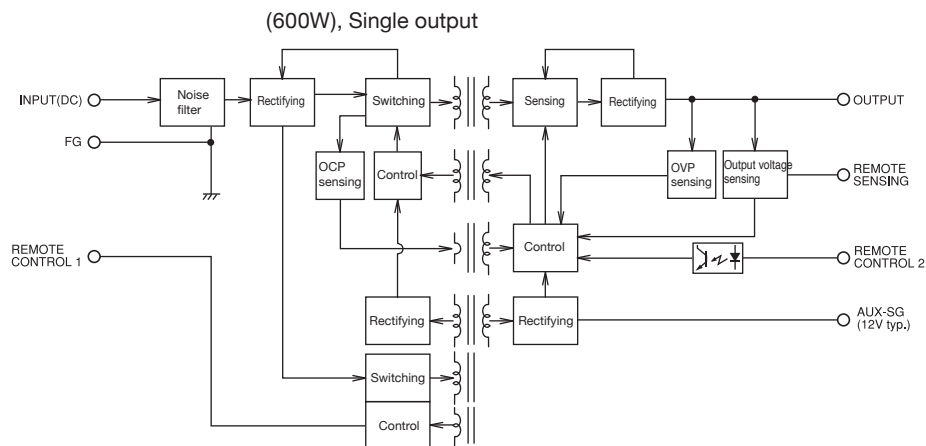 (600W), Single output
INPUT(DC)
Noise
filter
Rectifying
Switching
Sensing
Rectifying
OUTPUT
FG
OCP
sensing
Control
OVP
sensing
Output voltage
sensing
REMOTE
SENSING
REMOTE
CONTROL 1
Control
REMOTE
CONTROL 2
Rectifying
Rectifying
AUX-SG
(12V typ.)
Switching
Control